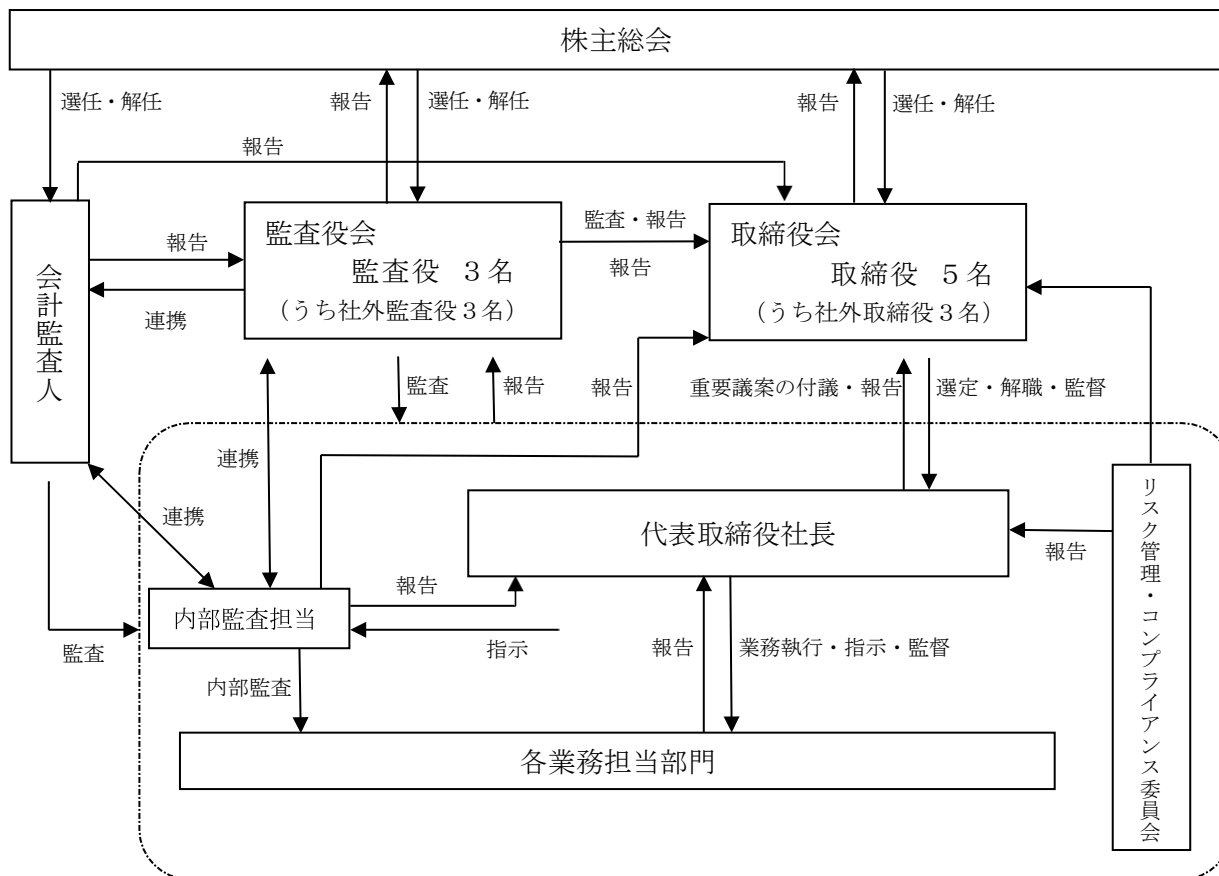 株主総会
選任・解任
報告
選任・解任
報告
選任・解任
報告
会計監査人
報告
連携
監査役会
監査役 ３名
（うち社外監査役３名）
監査・報告
報告
取締役会
取締役 ５名
（うち社外取締役３名）
監査
報告
報告
重要議案の付議・報告
選定・解職・監督
連携
連携
代表取締役社長
報告
リスク管理・コンプライアンス委員会
内部監査担当
報告
指示
監査
内部監査
報告
業務執行・指示・監督
各業務担当部門